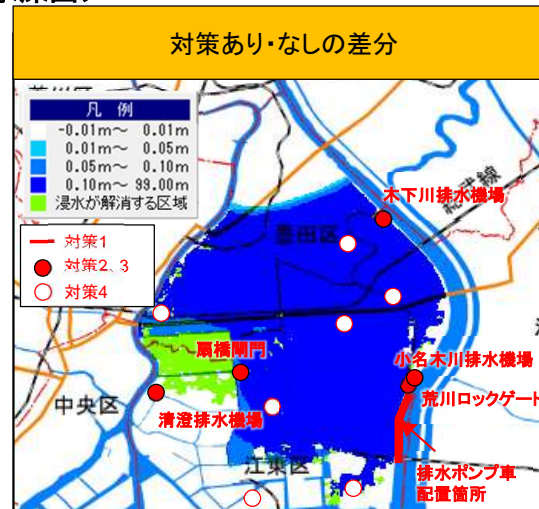 対策あり・なしの差分
凡 例
-0.01m～ 0.01m
0.01m～ 0.05m
0.05m～ 0.10m
0.10m～ 99.00m
浸水が解消する区域
対策1
対策2、3
対策4
木下川排水機場
総武線
墨田区
扇橋閘門
小名木川排水機場
荒川ロックゲート
中央区
清澄排水機場
江東区
排水ポンプ車
配置箇所